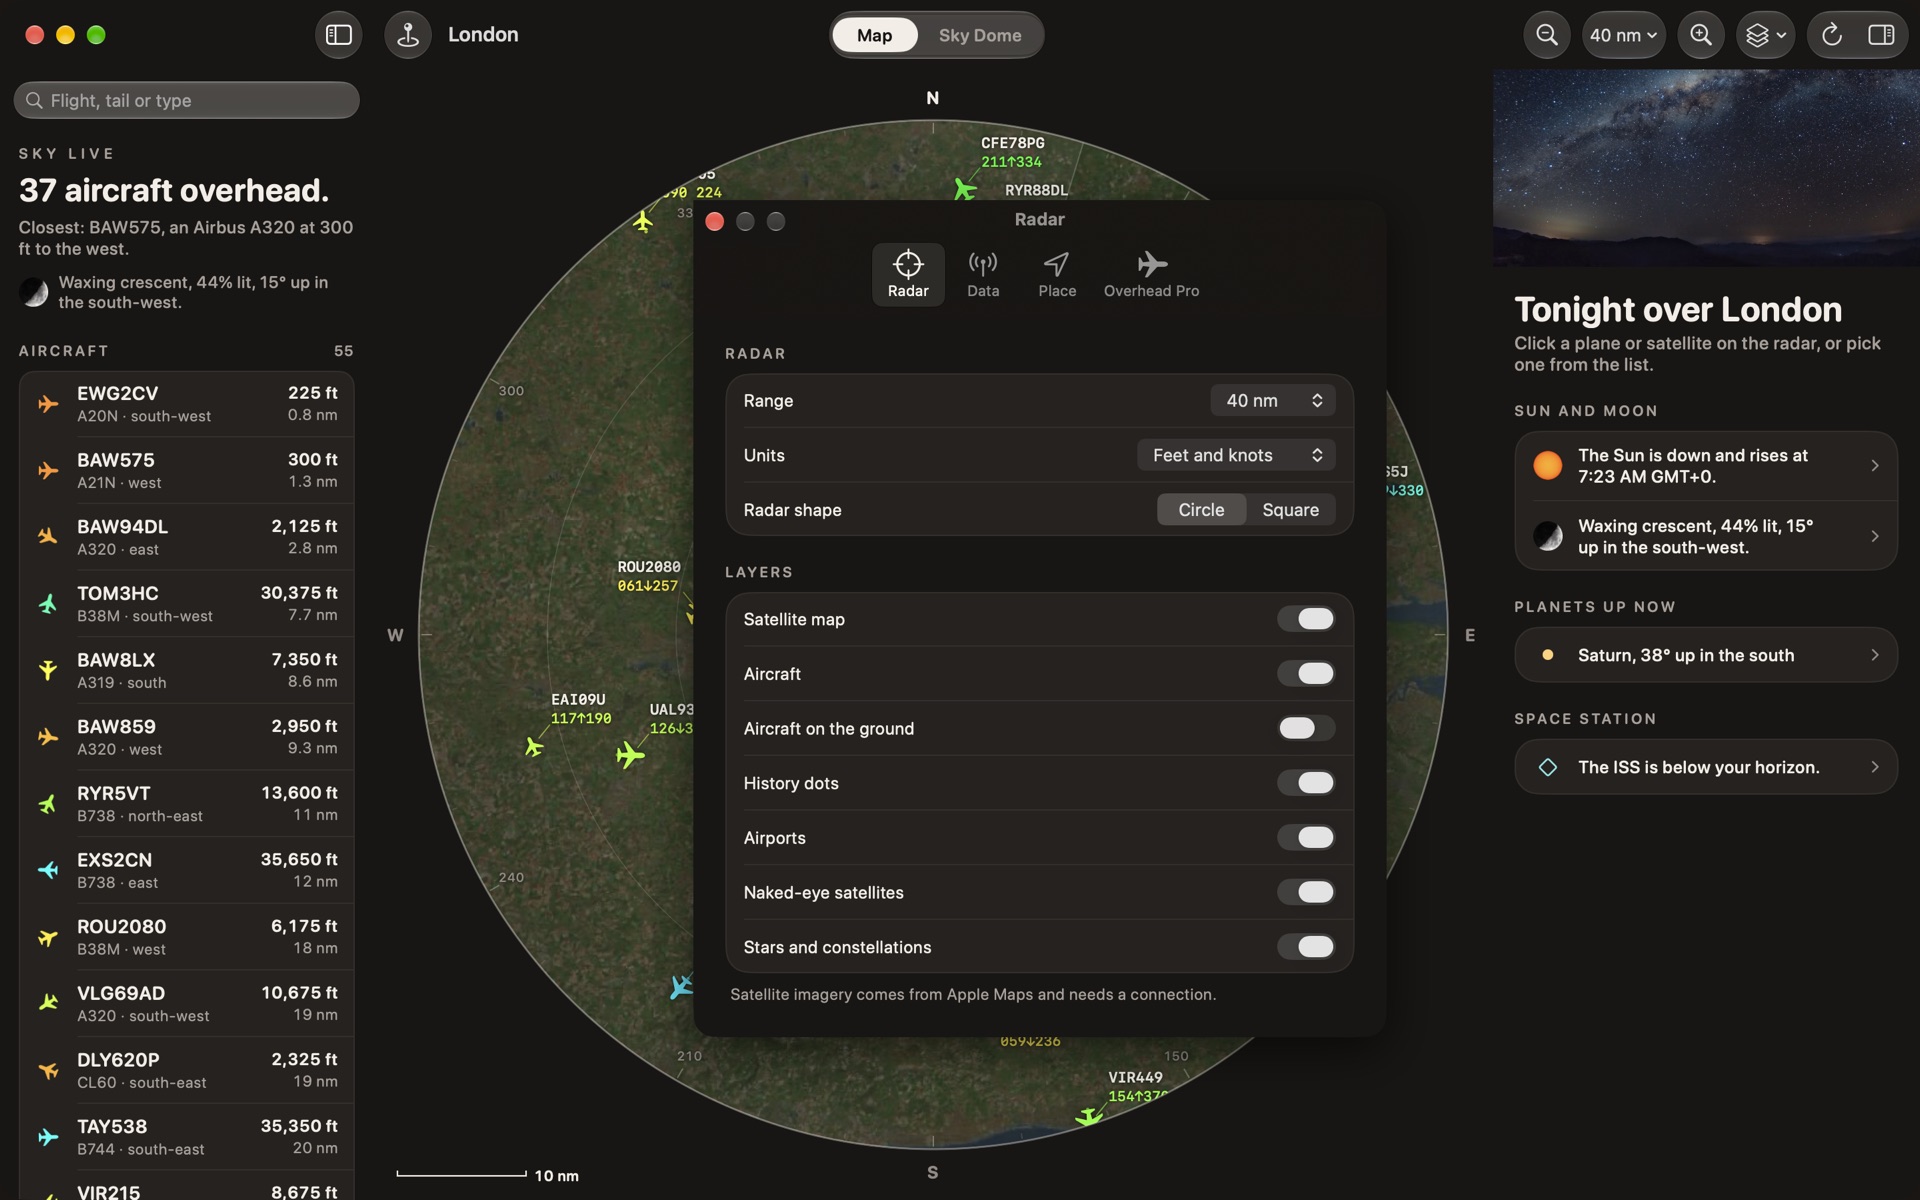 London
Map
Sky Dome
40 nm
Flight, tail or type
SKY LIVE
37 aircraft overhead.
Closest: BAW575, an Airbus A320 at 300
ft to the west.
Waxing crescent, 44% lit, 15° up in
the south-west.
AIRCRAFT 55
EWG2CV 225 ft
A20N · south-west 0.8 nm
BAW575 300 ft
A21N · west 1.3 nm
BAW94DL 2,125 ft
A320 · east 2.8 nm
TOM3HC 30,375 ft
B38M · south-west 7.7 nm
BAW8LX 7,350 ft
A319 · south 8.6 nm
BAW859 2,950 ft
A320 · west 9.3 nm
RYR5VT 13,600 ft
B738 · north-east 11 nm
EXS2CN 35,650 ft
B738 · east 12 nm
ROU2080 6,175 ft
B38M · west 18 nm
VLG69AD 10,675 ft
A320 · south-west 19 nm
DLY620P 2,325 ft
CL60 · south-east 19 nm
TAY538 35,350 ft
B744 · south-east 20 nm
VIR215 8,675 ft
N
CFE78PG
211↑334
RYR88DL
224
300
W
E
ROU2080
061↓257
EAI09U
117↑190
UAL93
240
210
059↓236
150
VIR449
S
10 nm
↓330
Radar
Radar
Data
Place
Overhead Pro
RADAR
Range 40 nm
Units Feet and knots
Radar shape Circle Square
LAYERS
Satellite map
Aircraft
Aircraft on the ground
History dots
Airports
Naked-eye satellites
Stars and constellations
Satellite imagery comes from Apple Maps and needs a connection.
Tonight over London
Click a plane or satellite on the radar, or pick
one from the list.
SUN AND MOON
The Sun is down and rises at
7:23 AM GMT+0.
Waxing crescent, 44% lit, 15°
up in the south-west.
PLANETS UP NOW
Saturn, 38° up in the south
SPACE STATION
The ISS is below your horizon.